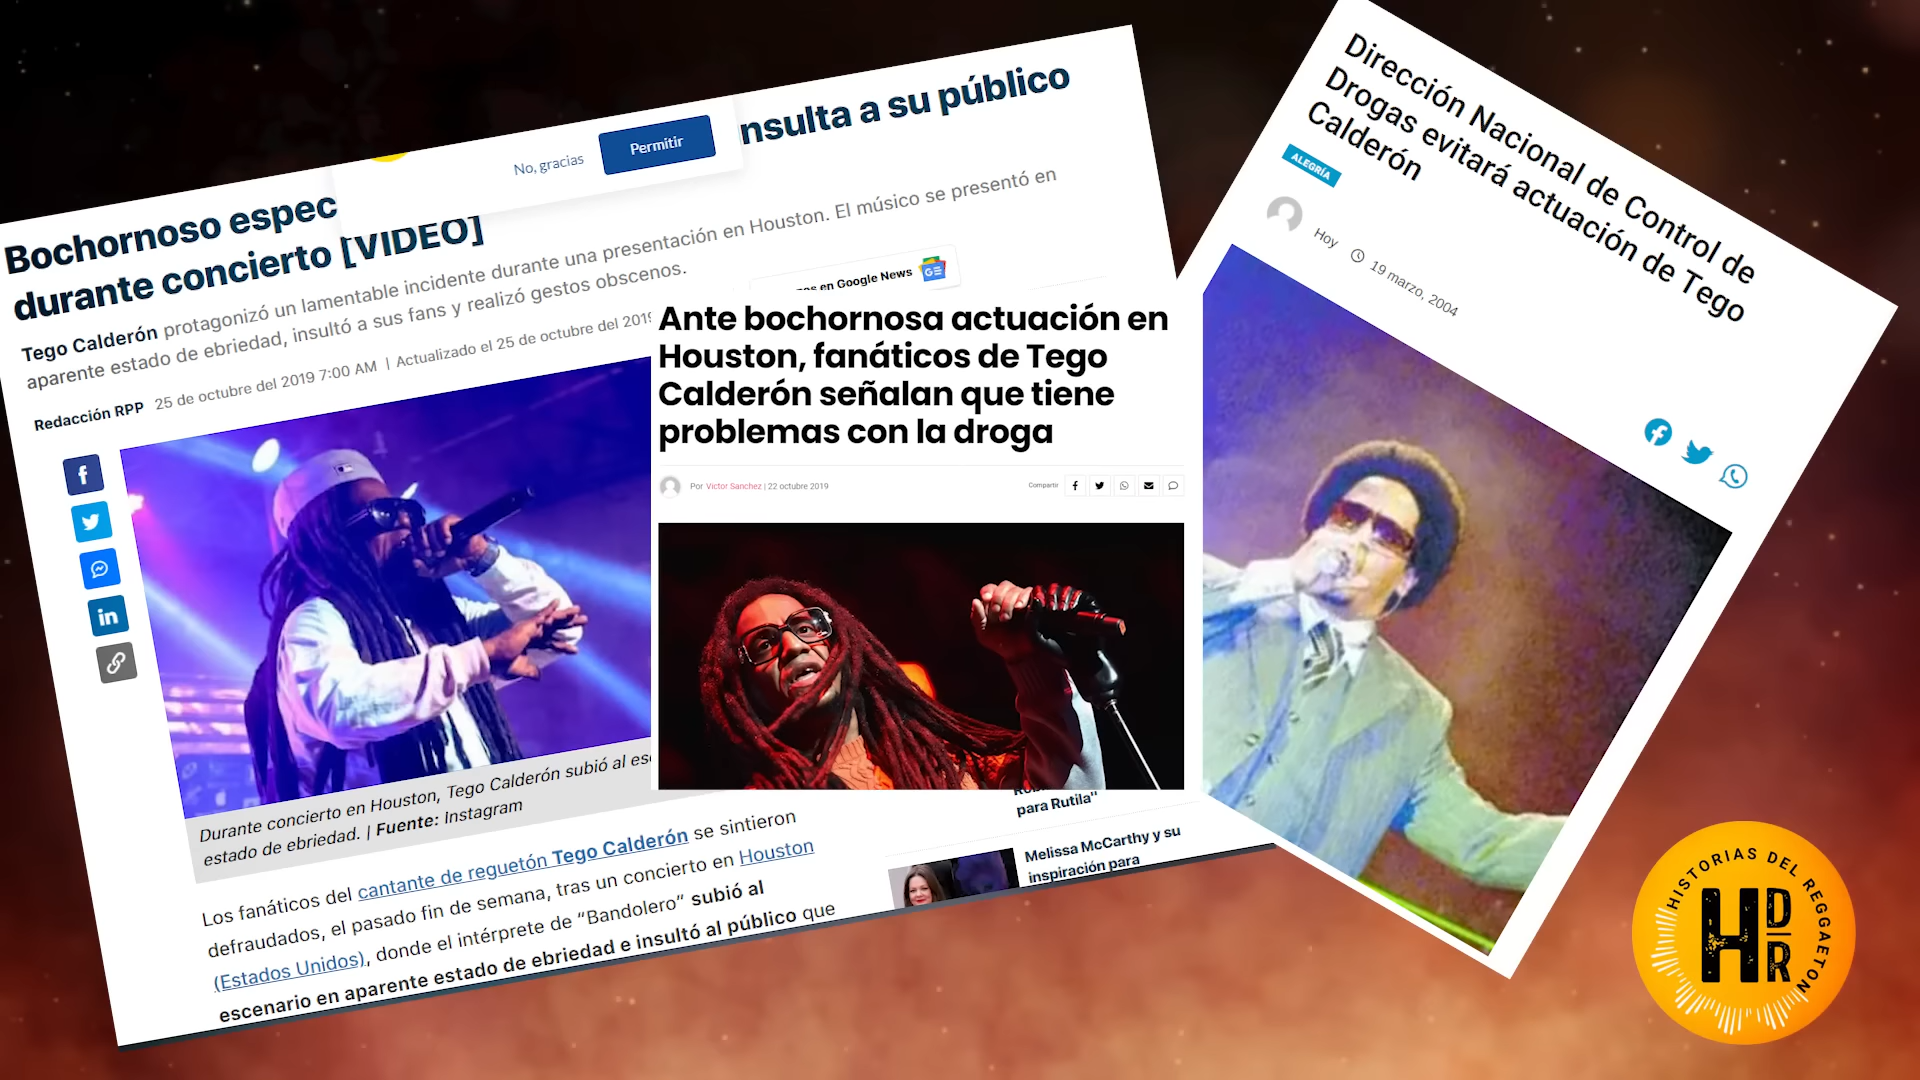 Bochornoso espec
nsulta a su público
durante concierto [VIDEO]
No, gracias
Permitir
Tego Calderón protagonizó un lamentable incidente durante una presentación en Houston. El músico se presentó en
aparente estado de ebriedad, insultó a sus fans y realizó gestos obscenos.
os en Google News
Redacción RPP 25 de octubre del 2019 7:00 AM | Actualizado el 25 de octubre del 2019
Durante concierto en Houston, Tego Calderón subió al es
estado de ebriedad. | Fuente: Instagram
Los fanáticos del cantante de reguetón Tego Calderón se sintieron
defraudados, el pasado fin de semana, tras un concierto en Houston
(Estados Unidos), donde el intérprete de “Bandolero” subió al
escenario en aparente estado de ebriedad e insultó al público que
para Rutila"
Melissa McCarthy y su
inspiración para
Ante bochornosa actuación en
Houston, fanáticos de Tego
Calderón señalan que tiene
problemas con la droga
Por Victor Sanchez | 22 octubre 2019
Compartir
Dirección Nacional de Control de
Drogas evitará actuación de Tego
Calderón
ALEGRÍA
Hoy 19 marzo, 2004
HISTORIAS DEL REGGAETON
HDR